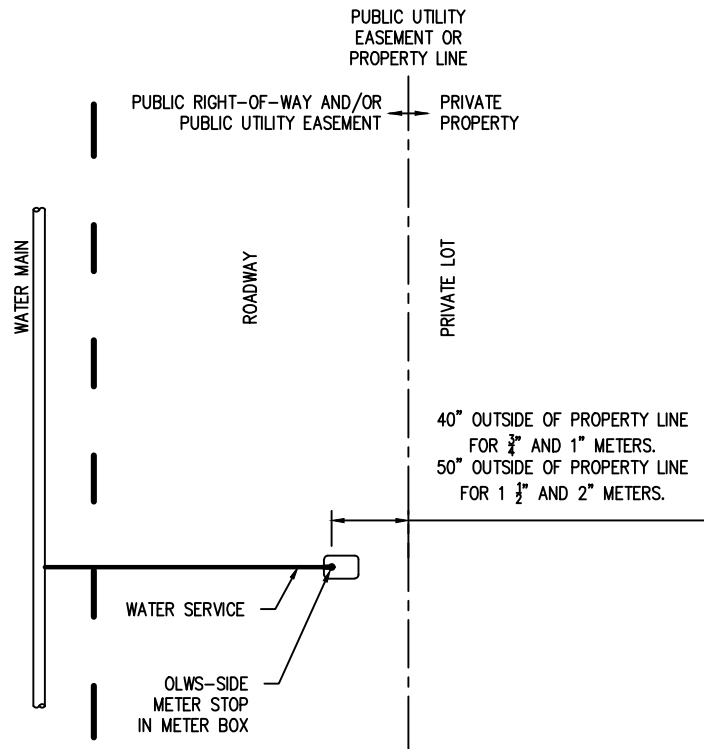 PUBLIC UTILITY
EASEMENT OR
PROPERTY LINE
PUBLIC RIGHT-OF-WAY AND/OR
PUBLIC UTILITY EASEMENT
PRIVATE
PROPERTY
WATER MAIN
ROADWAY
PRIVATE LOT
40" OUTSIDE OF PROPERTY LINE
FOR 3/4" AND 1" METERS.
50" OUTSIDE OF PROPERTY LINE
FOR 1 1/2" AND 2" METERS.
WATER SERVICE
OLWS-SIDE
METER STOP
IN METER BOX